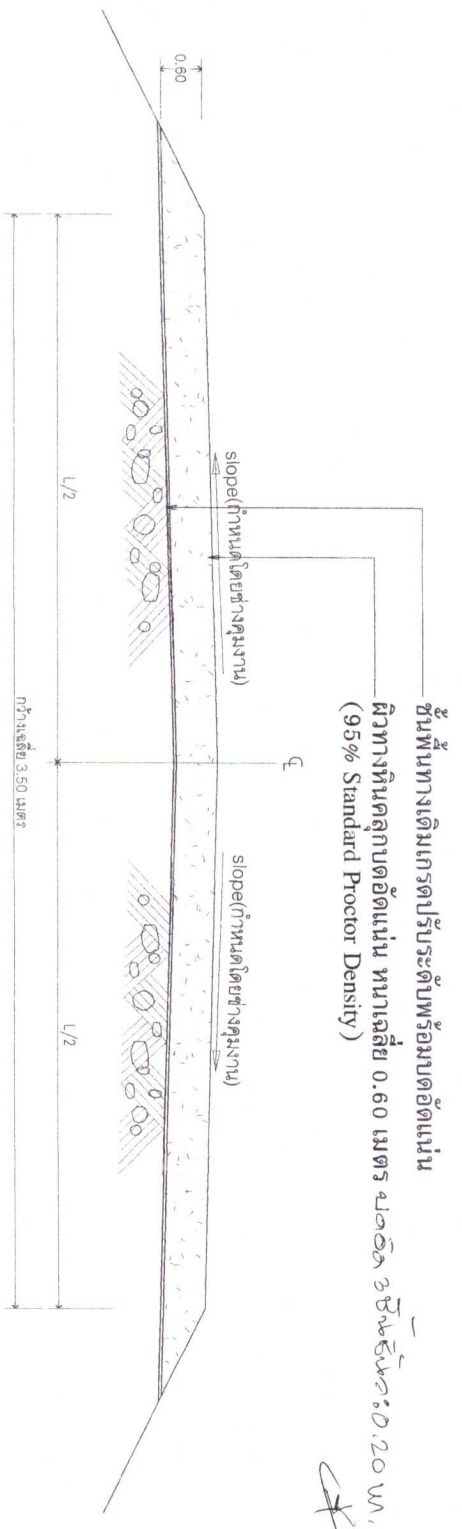 ชั้นพื้นทางเดิมเกรดปรับระดับพร้อมบดอัดแน่น
ผิวทางหินคลุกบดอัดแน่น หนาเฉลี่ย 0.60 เมตร บดอัด 3 ชั้นชั้นละ 0.20 ม.
(95% Standard Proctor Density)
slope(กำหนดโดยช่างคุมงาน)
slope(กำหนดโดยช่างคุมงาน)
0.60
L/2
L/2
กว้างเฉลี่ย 3.50 เมตร